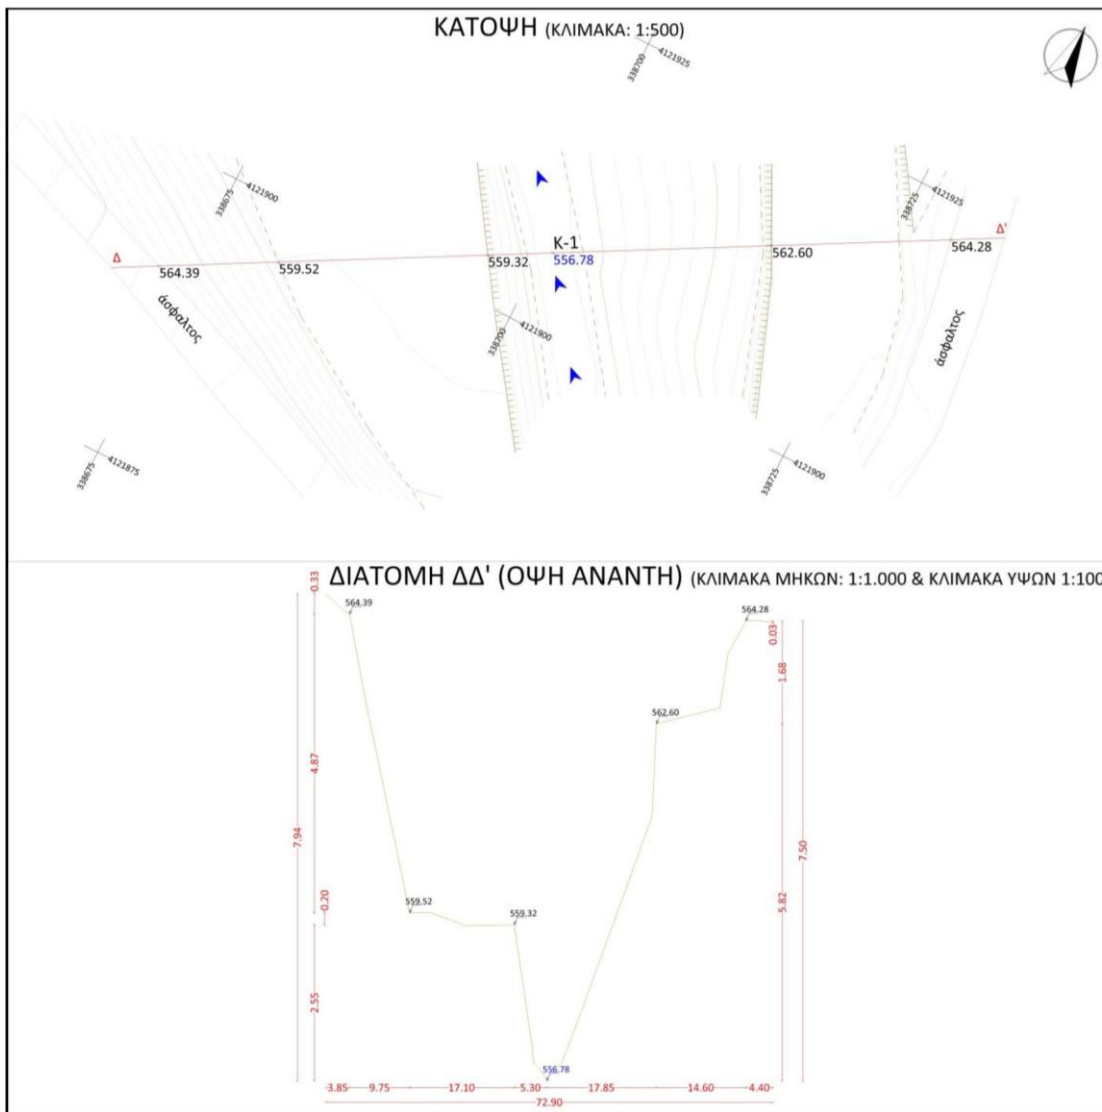 ΚΑΤΟΨΗ (ΚΛΙΜΑΚΑ: 1:500)
338700 4121925
338675 4121900
338725 4121925
Δ Δ'
K-1
564.39 559.52 559.32 556.78 562.60 564.28
άσφαλτος άσφαλτος
338700 4121900
338675 4121875
338725 4121900
ΔΙΑΤΟΜΗ ΔΔ' (ΟΨΗ ΑΝΑΝΤΗ) (ΚΛΙΜΑΚΑ ΜΗΚΩΝ: 1:1.000 & ΚΛΙΜΑΚΑ ΥΨΩΝ 1:100
0.33
564.39 564.28
0.03
1.68
562.60
4.87
7.94 7.50
0.20
559.52 559.32
5.82
2.55
556.78
3.85 9.75 17.10 5.30 17.85 14.60 4.40
72.90